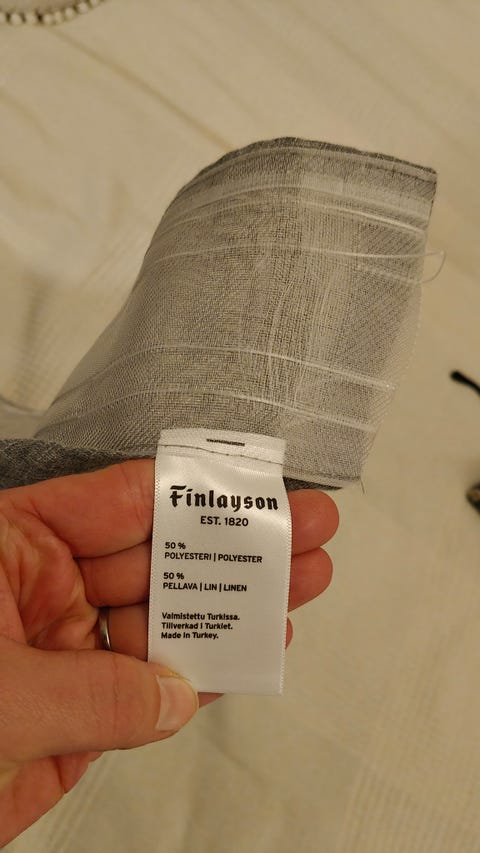 Finlayson
EST. 1820
50 %
POLYESTERI | POLYESTER
50 %
PELLAVA | LIN | LINEN
Valmistettu Turkissa.
Tillverkad i Turkiet.
Made in Turkey.